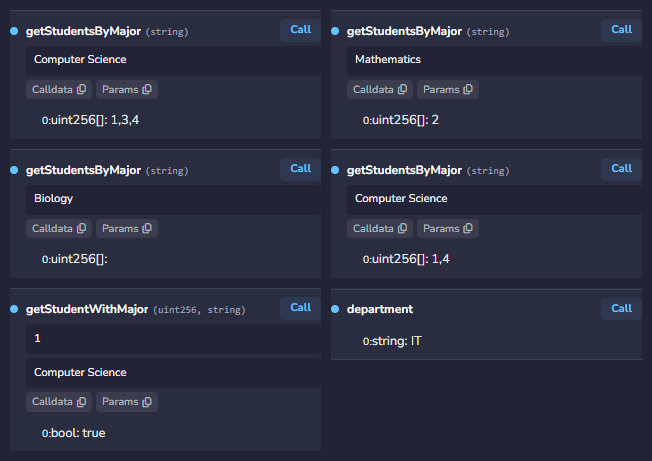 getStudentsByMajor (string) Call
Computer Science
Calldata Params
0:uint256[]: 1,3,4
getStudentsByMajor (string) Call
Mathematics
Calldata Params
0:uint256[]: 2
getStudentsByMajor (string) Call
Biology
Calldata Params
0:uint256[]:
getStudentsByMajor (string) Call
Computer Science
Calldata Params
0:uint256[]: 1,4
getStudentWithMajor (uint256, string) Call
1
Computer Science
Calldata Params
0:bool: true
department Call
0:string: IT